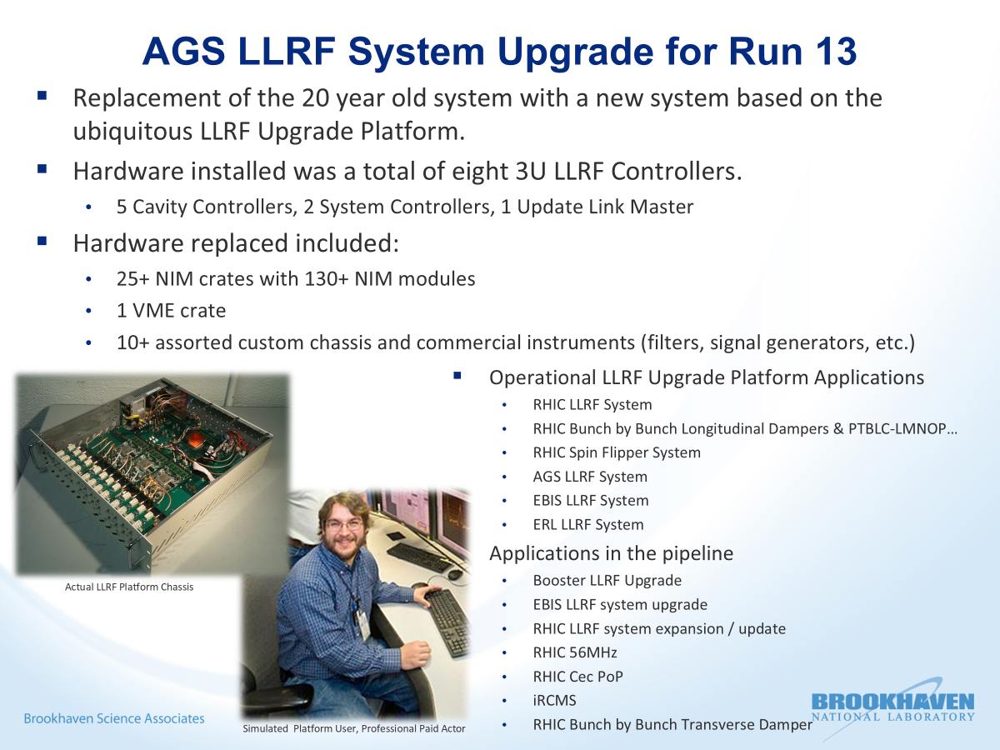 AGS LLRF System Upgrade for Run 13
▪ Replacement of the 20 year old system with a new system based on the
ubiquitous LLRF Upgrade Platform.
▪ Hardware installed was a total of eight 3U LLRF Controllers.
• 5 Cavity Controllers, 2 System Controllers, 1 Update Link Master
▪ Hardware replaced included:
• 25+ NIM crates with 130+ NIM modules
• 1 VME crate
• 10+ assorted custom chassis and commercial instruments (filters, signal generators, etc.)
Actual LLRF Platform Chassis
Simulated Platform User, Professional Paid Actor
▪ Operational LLRF Upgrade Platform Applications
• RHIC LLRF System
• RHIC Bunch by Bunch Longitudinal Dampers & PTBLC-LMNOP…
• RHIC Spin Flipper System
• AGS LLRF System
• EBIS LLRF System
• ERL LLRF System
Applications in the pipeline
• Booster LLRF Upgrade
• EBIS LLRF system upgrade
• RHIC LLRF system expansion / update
• RHIC 56MHz
• RHIC Cec PoP
• iRCMS
• RHIC Bunch by Bunch Transverse Damper
Brookhaven Science Associates
BROOKHAVEN
NATIONAL LABORATORY